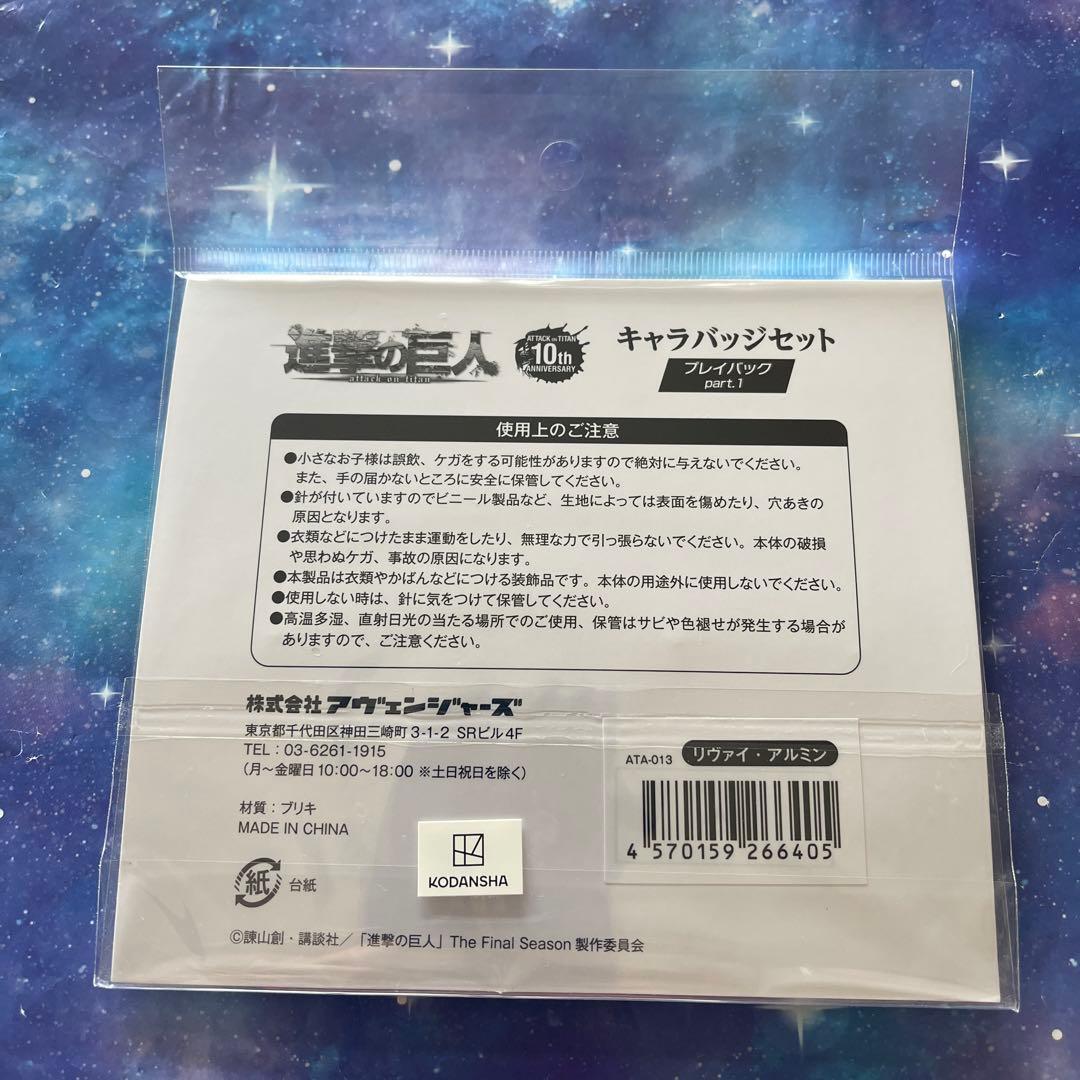 進撃の巨人
attack on titan
ATTACK ON TITAN
10th
ANNIVERSARY
キャラバッジセット
プレイバック
part.1
使用上のご注意
●小さなお子様は誤飲、ケガをする可能性がありますので絶対に与えないでください。
また、手の届かないところに安全に保管してください。
●針が付いていますのでビニール製品など、生地によっては表面を傷めたり、穴あきの
原因となります。
●衣類などにつけたまま運動をしたり、無理な力で引っ張らないでください。本体の破損
や思わぬケガ、事故の原因になります。
●本製品は衣類やかばんなどにつける装飾品です。本体の用途外に使用しないでください。
●使用しない時は、針に気をつけて保管してください。
●高温多湿、直射日光の当たる場所でのご使用、保管はサビや色褪せが発生する場合が
ありますので、ご注意ください。
株式会社 アヴェンジャーズ
東京都千代田区神田三崎町3-1-2 SRビル4F
TEL:03-6261-1915
(月~金曜日10:00~18:00 ※土日祝日を除く)
ATA-013 リヴァイ・アルミン
4 570159 266405
材質:ブリキ
MADE IN CHINA
KODANSHA
紙 台紙
©諫山創・講談社/「進撃の巨人」The Final Season 製作委員会